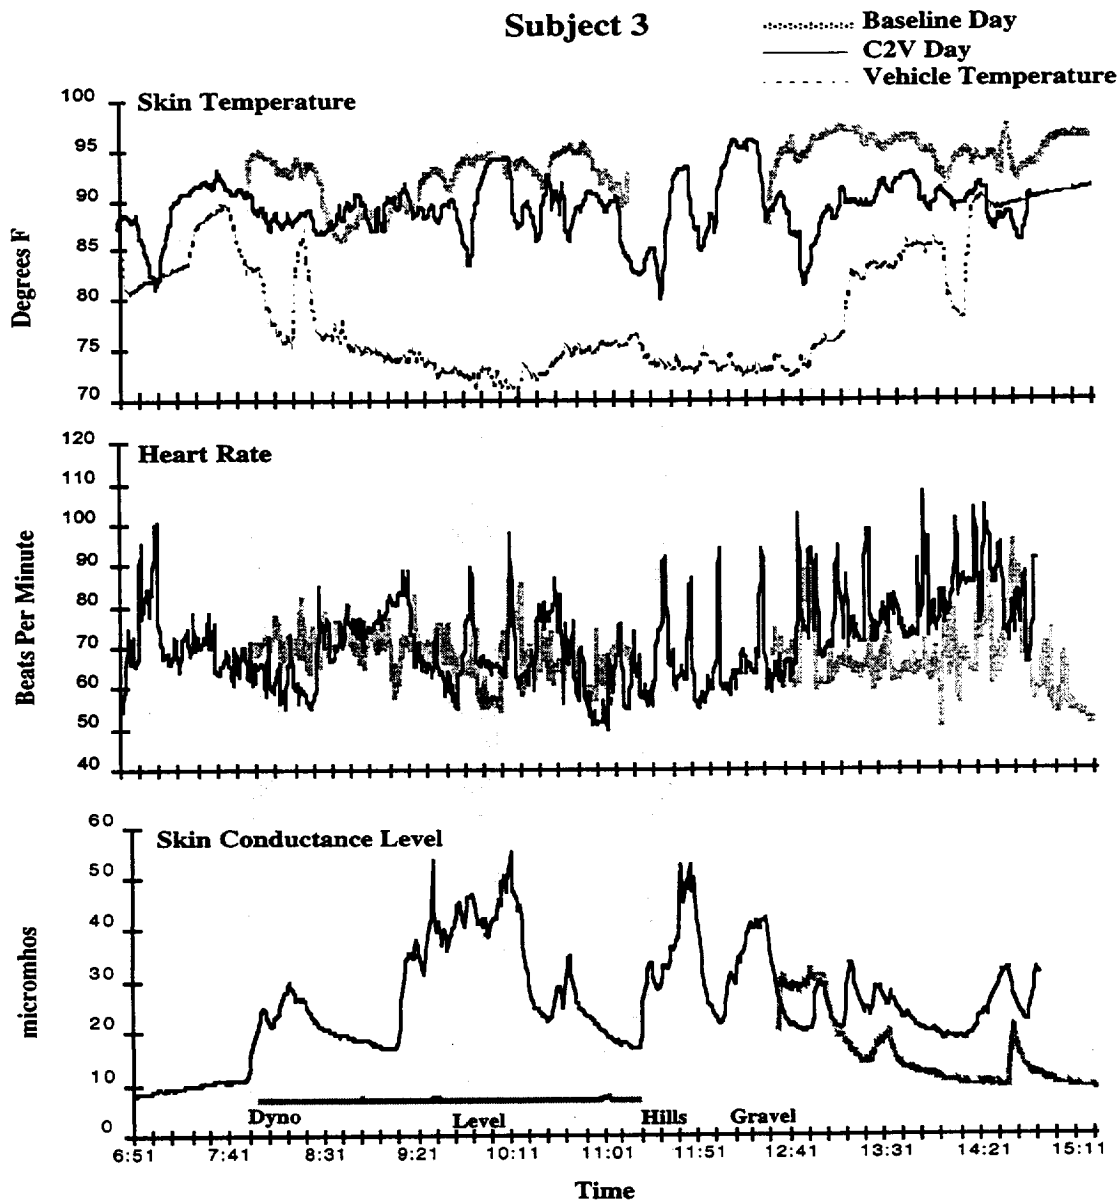 Subject 3
Baseline Day
C2V Day
Vehicle Temperature
Skin Temperature
Degrees F
100
95
90
85
80
75
70
Heart Rate
Beats Per Minute
120
110
100
90
80
70
60
50
40
Skin Conductance Level
micromhos
60
50
40
30
20
10
0
Dyno
Level
Hills
Gravel
6:51
7:41
8:31
9:21
10:11
11:01
11:51
12:41
13:31
14:21
15:11
Time